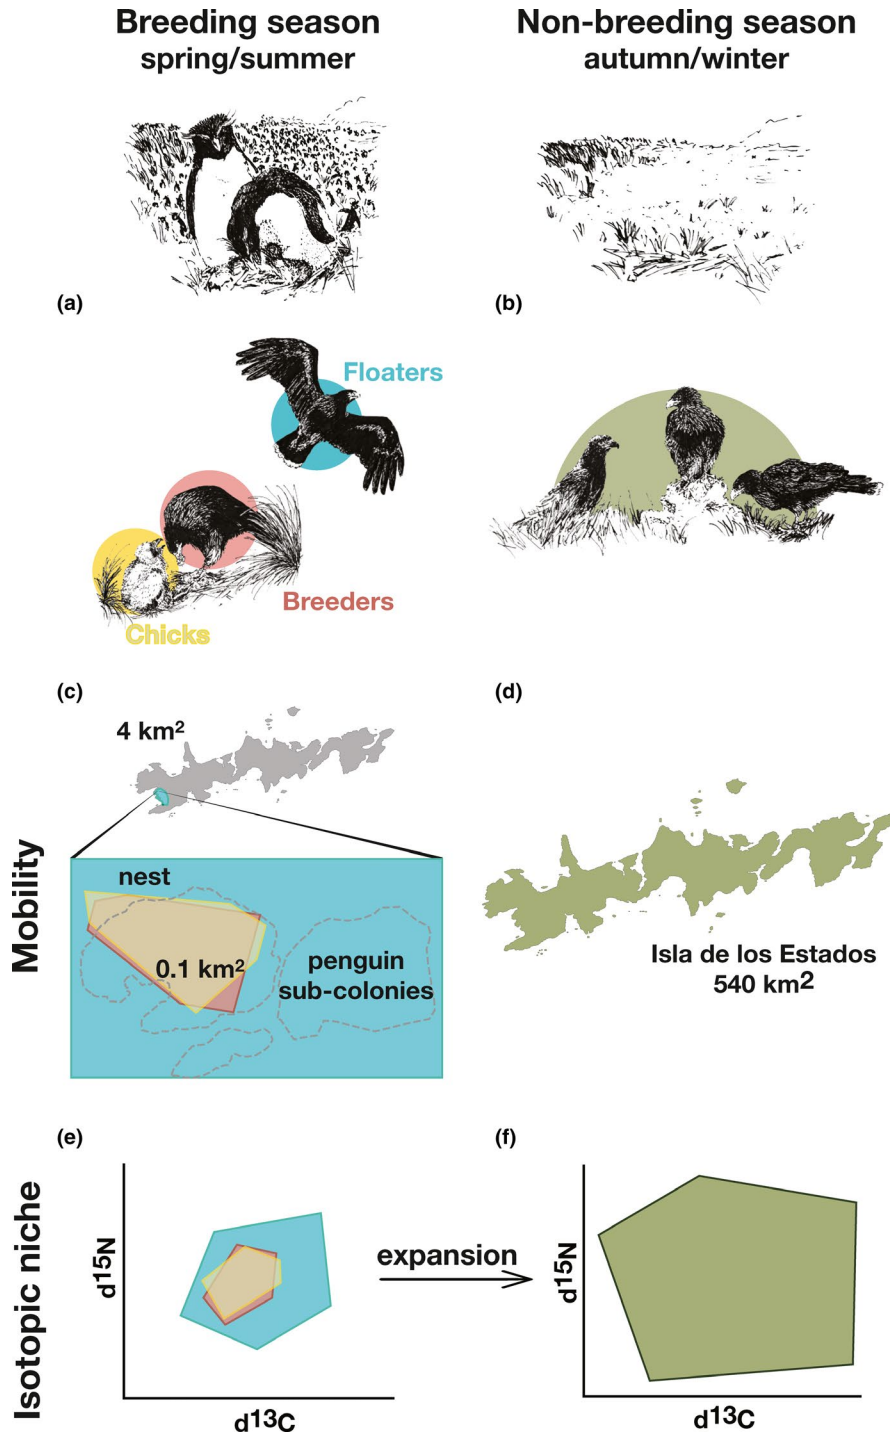 Breeding season
spring/summer
Non-breeding season
autumn/winter
(a)
(b)
Floaters
Breeders
Chicks
(c)
(d)
4 km²
Mobility
nest
0.1 km²
penguin
sub-colonies
Isla de los Estados
540 km²
(e)
(f)
Isotopic niche
d¹⁵N
expansion
d¹⁵N
d¹³C
d¹³C